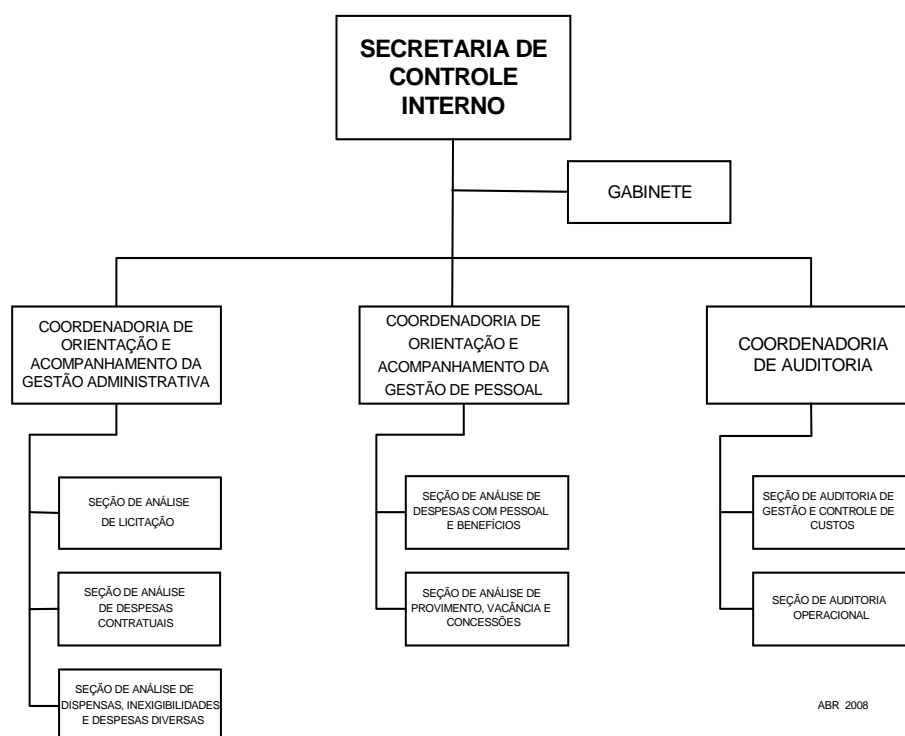 SECRETARIA DE
CONTROLE
INTERNO
GABINETE
COORDENADORIA DE
ORIENTAÇÃO E
ACOMPANHAMENTO DA
GESTÃO ADMINISTRATIVA
COORDENADORIA DE
ORIENTAÇÃO E
ACOMPANHAMENTO DA
GESTÃO DE PESSOAL
COORDENADORIA
DE AUDITORIA
SEÇÃO DE ANÁLISE
DE LICITAÇÃO
SEÇÃO DE ANÁLISE DE
DESPESAS COM PESSOAL
E BENEFÍCIOS
SEÇÃO DE AUDITORIA DE
GESTÃO E CONTROLE DE
CUSTOS
SEÇÃO DE ANÁLISE
DE DESPESAS
CONTRATUAIS
SEÇÃO DE ANÁLISE DE
PROVIMENTO, VACÂNCIA E
CONCESSÕES
SEÇÃO DE AUDITORIA
OPERACIONAL
SEÇÃO DE ANÁLISE DE
DISPENSAS, INEXIGIBILIDADES
E DESPESAS DIVERSAS
ABR 2008